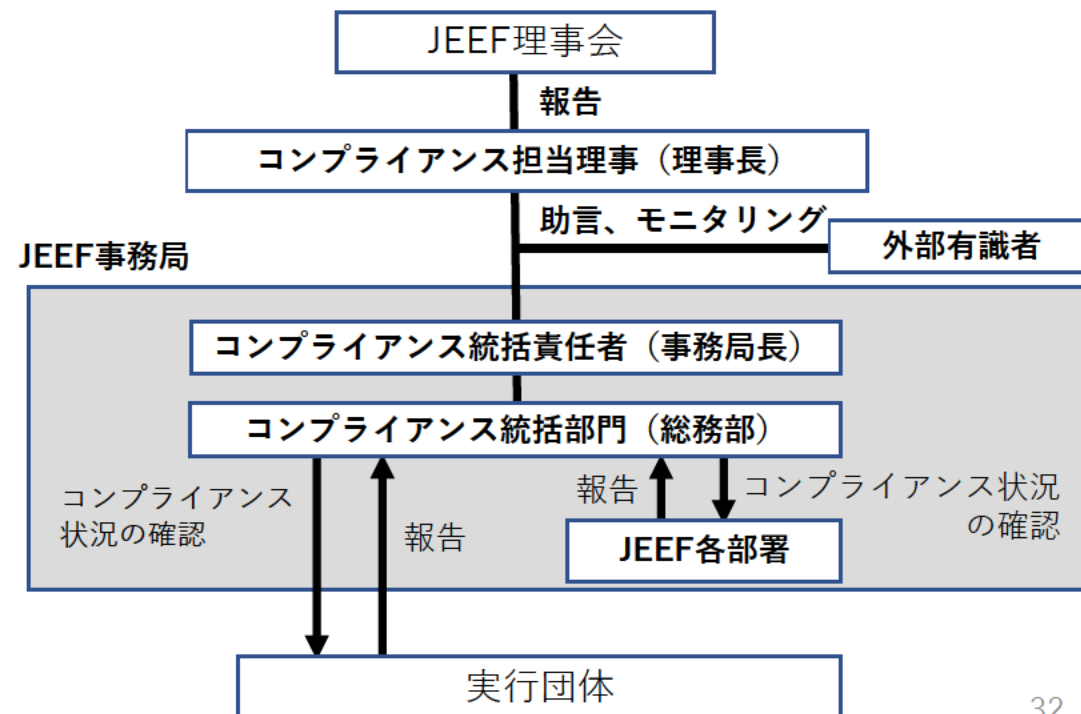 JEEF理事会
報告
コンプライアンス担当理事（理事長）
助言、モニタリング
外部有識者
JEEF事務局
コンプライアンス統括責任者（事務局長）
コンプライアンス統括部門（総務部）
コンプライアンス
状況の確認
報告
報告
コンプライアンス状況
の確認
JEEF各部署
実行団体
32